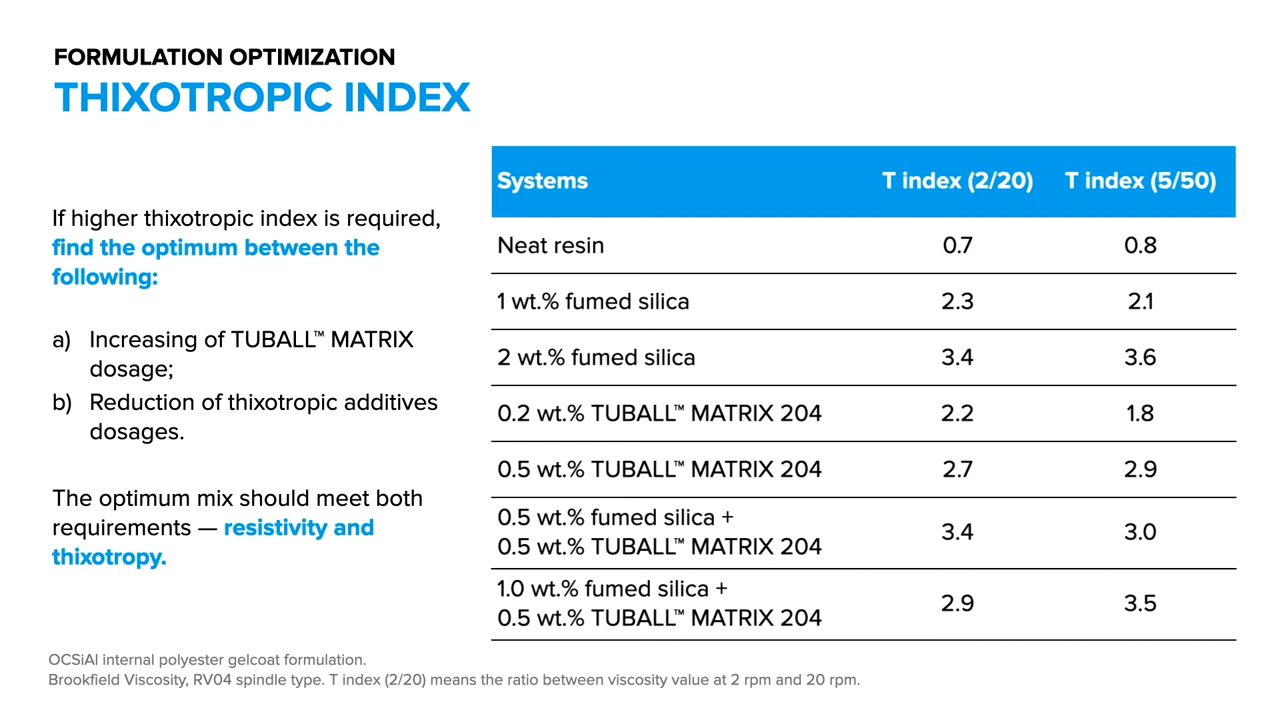 FORMULATION OPTIMIZATION
THIXOTROPIC INDEX
If higher thixotropic index is required,
find the optimum between the
following:
a) Increasing of TUBALL™ MATRIX
dosage;
b) Reduction of thixotropic additives
dosages.
The optimum mix should meet both
requirements — resistivity and
thixotropy.
Systems T index (2/20) T index (5/50)
Neat resin 0.7 0.8
1 wt.% fumed silica 2.3 2.1
2 wt.% fumed silica 3.4 3.6
0.2 wt.% TUBALL™ MATRIX 204 2.2 1.8
0.5 wt.% TUBALL™ MATRIX 204 2.7 2.9
0.5 wt.% fumed silica +
0.5 wt.% TUBALL™ MATRIX 204 3.4 3.0
1.0 wt.% fumed silica +
0.5 wt.% TUBALL™ MATRIX 204 2.9 3.5
OCSiAl internal polyester gelcoat formulation.
Brookfield Viscosity, RV04 spindle type. T index (2/20) means the ratio between viscosity value at 2 rpm and 20 rpm.